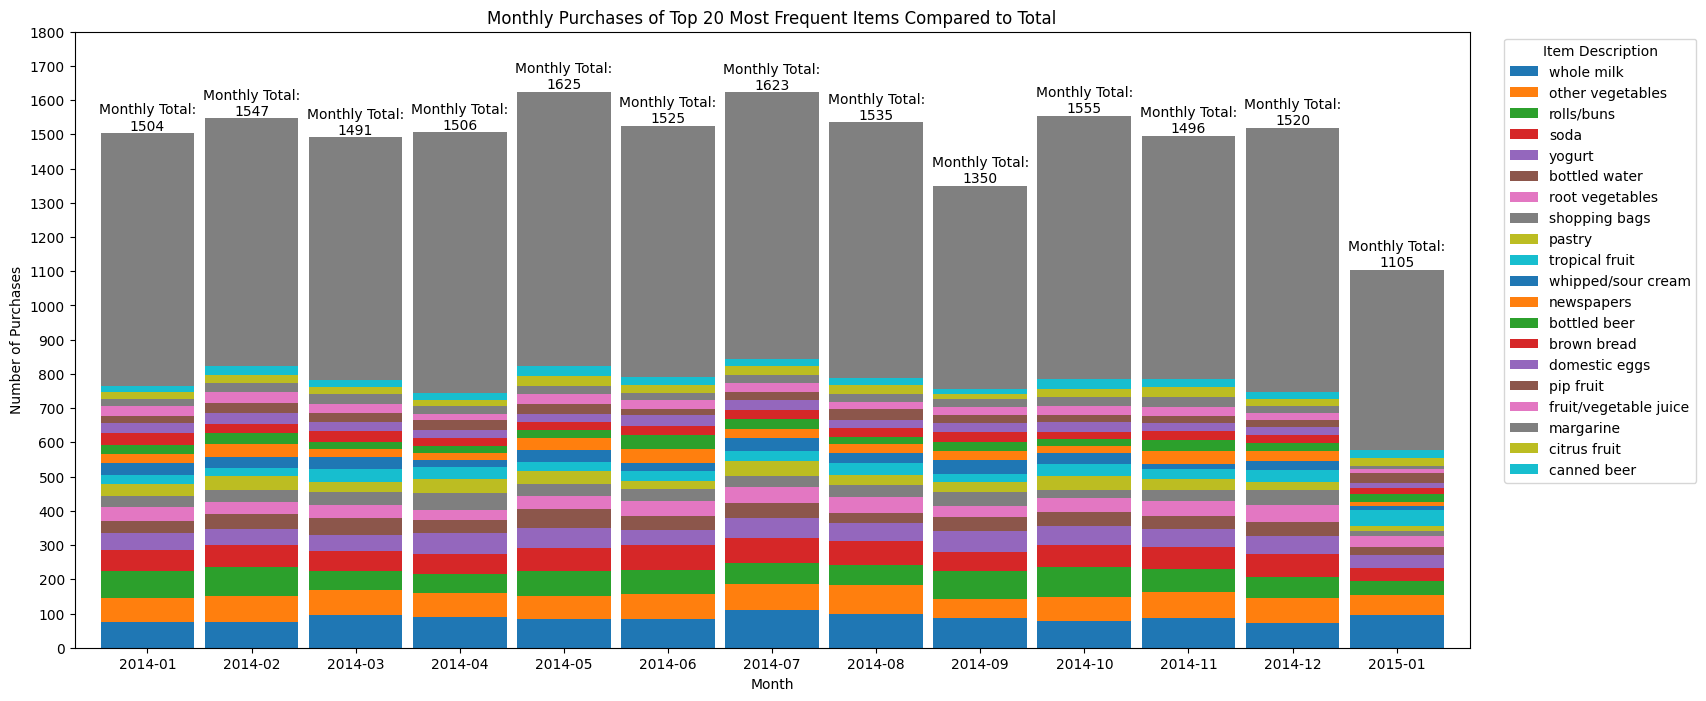 Monthly Purchases of Top 20 Most Frequent Items Compared to Total
Number of Purchases
1800
1700
1600
1500
1400
1300
1200
1100
1000
900
800
700
600
500
400
300
200
100
0
Monthly Total:
1504
Monthly Total:
1547
Monthly Total:
1491
Monthly Total:
1506
Monthly Total:
1625
Monthly Total:
1525
Monthly Total:
1623
Monthly Total:
1535
Monthly Total:
1350
Monthly Total:
1555
Monthly Total:
1496
Monthly Total:
1520
Monthly Total:
1105
2014-01 2014-02 2014-03 2014-04 2014-05 2014-06 2014-07 2014-08 2014-09 2014-10 2014-11 2014-12 2015-01
Month
Item Description
whole milk
other vegetables
rolls/buns
soda
yogurt
bottled water
root vegetables
shopping bags
pastry
tropical fruit
whipped/sour cream
newspapers
bottled beer
brown bread
domestic eggs
pip fruit
fruit/vegetable juice
margarine
citrus fruit
canned beer